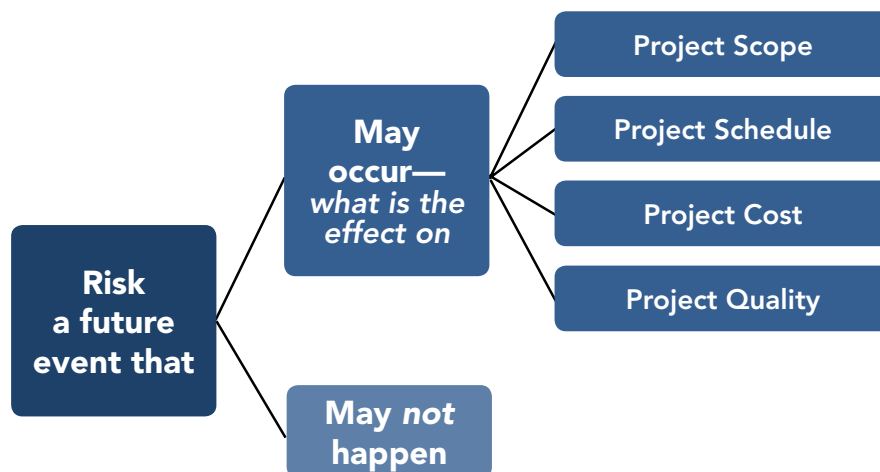 Risk
a future
event that
May
occur—
what is the
effect on
Project Scope
Project Schedule
Project Cost
Project Quality
May not
happen